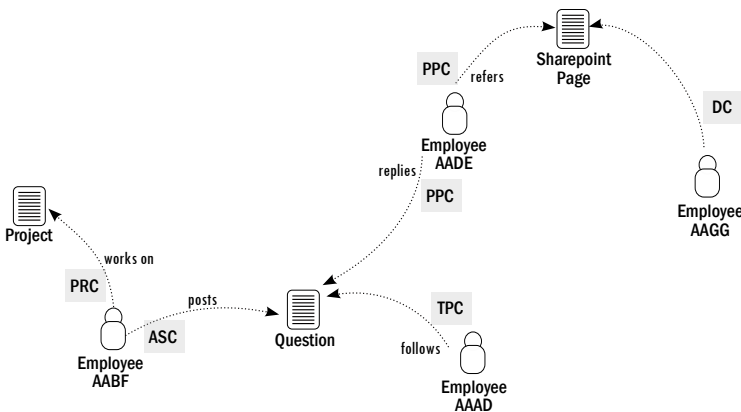 Sharepoint
Page
PPC
refers
DC
Employee
AADE
replies
PPC
Employee
AAGG
Project
works on
PRC
posts
TPC
ASC
Question
follows
Employee
AABF
Employee
AAAD